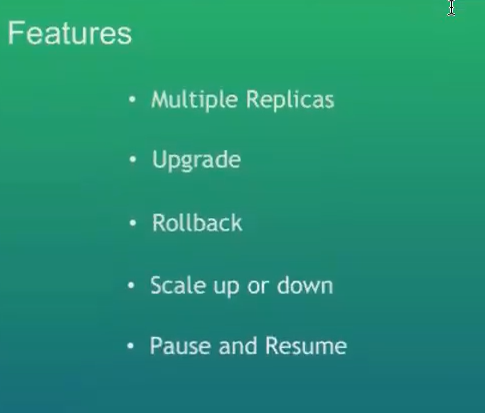 Features
• Multiple Replicas
• Upgrade
• Rollback
• Scale up or down
• Pause and Resume